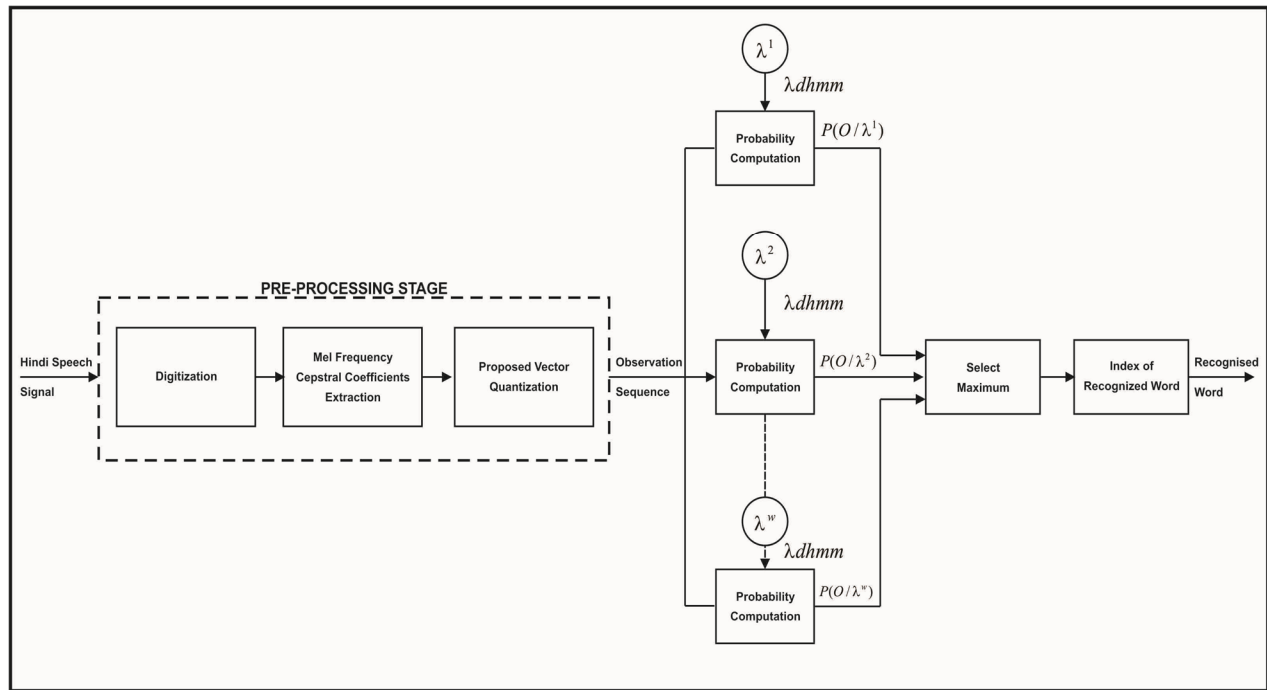 λ¹
λdhmm
Probability
Computation
P(O/λ¹)
λ²
λdhmm
PRE-PROCESSING STAGE
Hindi Speech
Signal
Digitization
Mel Frequency
Cepstral Coefficients
Extraction
Proposed Vector
Quantization
Observation
Sequence
Probability
Computation
P(O/λ²)
Select
Maximum
Index of
Recognized Word
Recognised
Word
λʷ
λdhmm
Probability
Computation
P(O/λʷ)